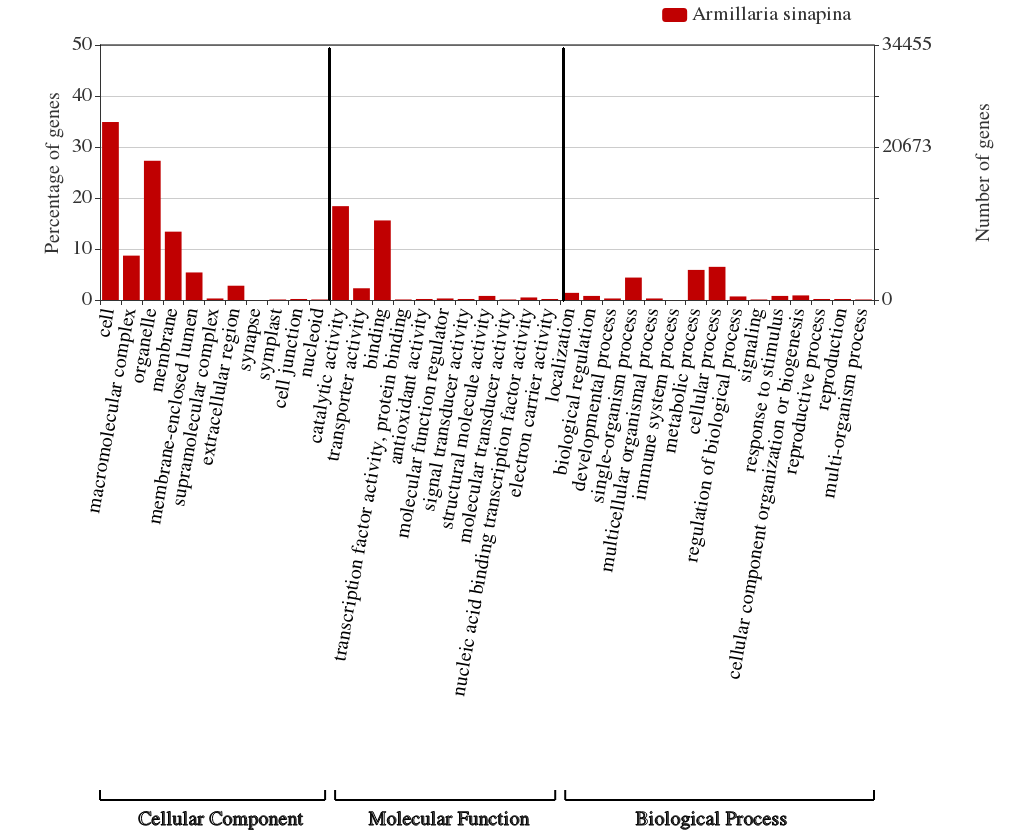 Armillaria sinapina
50
40
30
20
10
0
34455
20673
0
Percentage of genes
Number of genes
cell
macromolecular complex
organelle
membrane
membrane-enclosed lumen
supramolecular complex
extracellular region
synapse
symplast
cell junction
nucleoid
catalytic activity
transporter activity
binding
transcription factor activity, protein binding
antioxidant activity
molecular function regulator
signal transducer activity
structural molecule activity
molecular transducer activity
nucleic acid binding transcription factor activity
electron carrier activity
localization
biological regulation
developmental process
single-organism process
multicellular organismal process
immune system process
metabolic process
cellular process
regulation of biological process
signaling
response to stimulus
cellular component organization or biogenesis
reproductive process
reproduction
multi-organism process
Cellular Component
Molecular Function
Biological Process